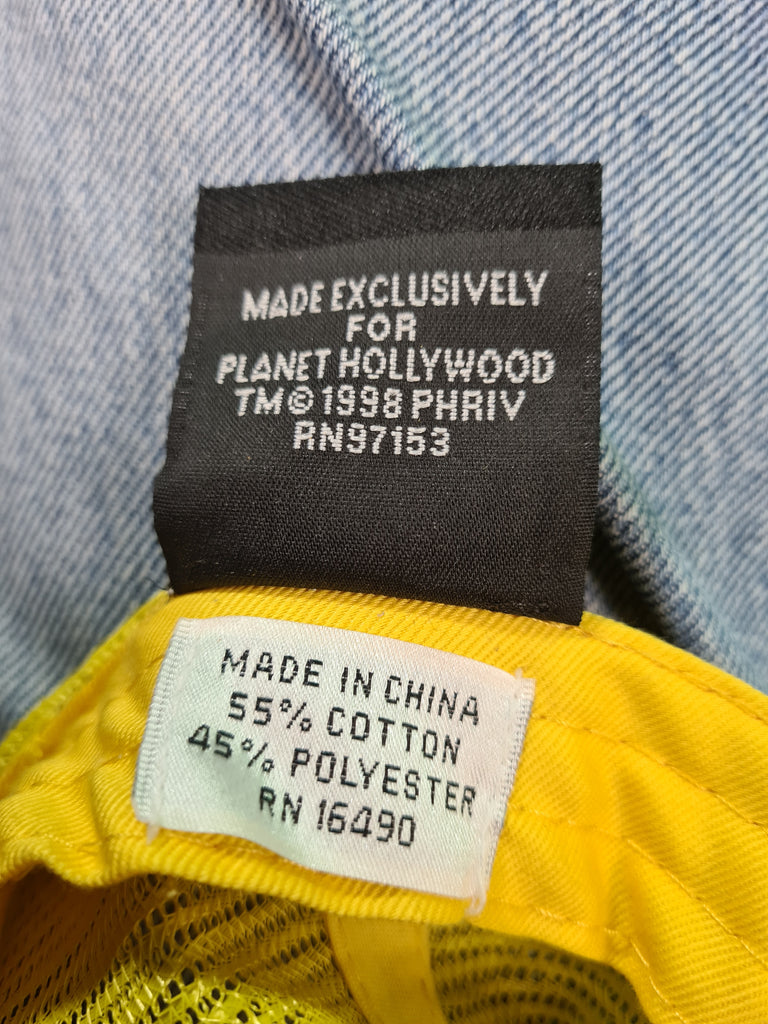 MADE EXCLUSIVELY
FOR
PLANET HOLLYWOOD
TM© 1998 PHRIV
RN97153
MADE IN CHINA
55% COTTON
45% POLYESTER
RN 16490